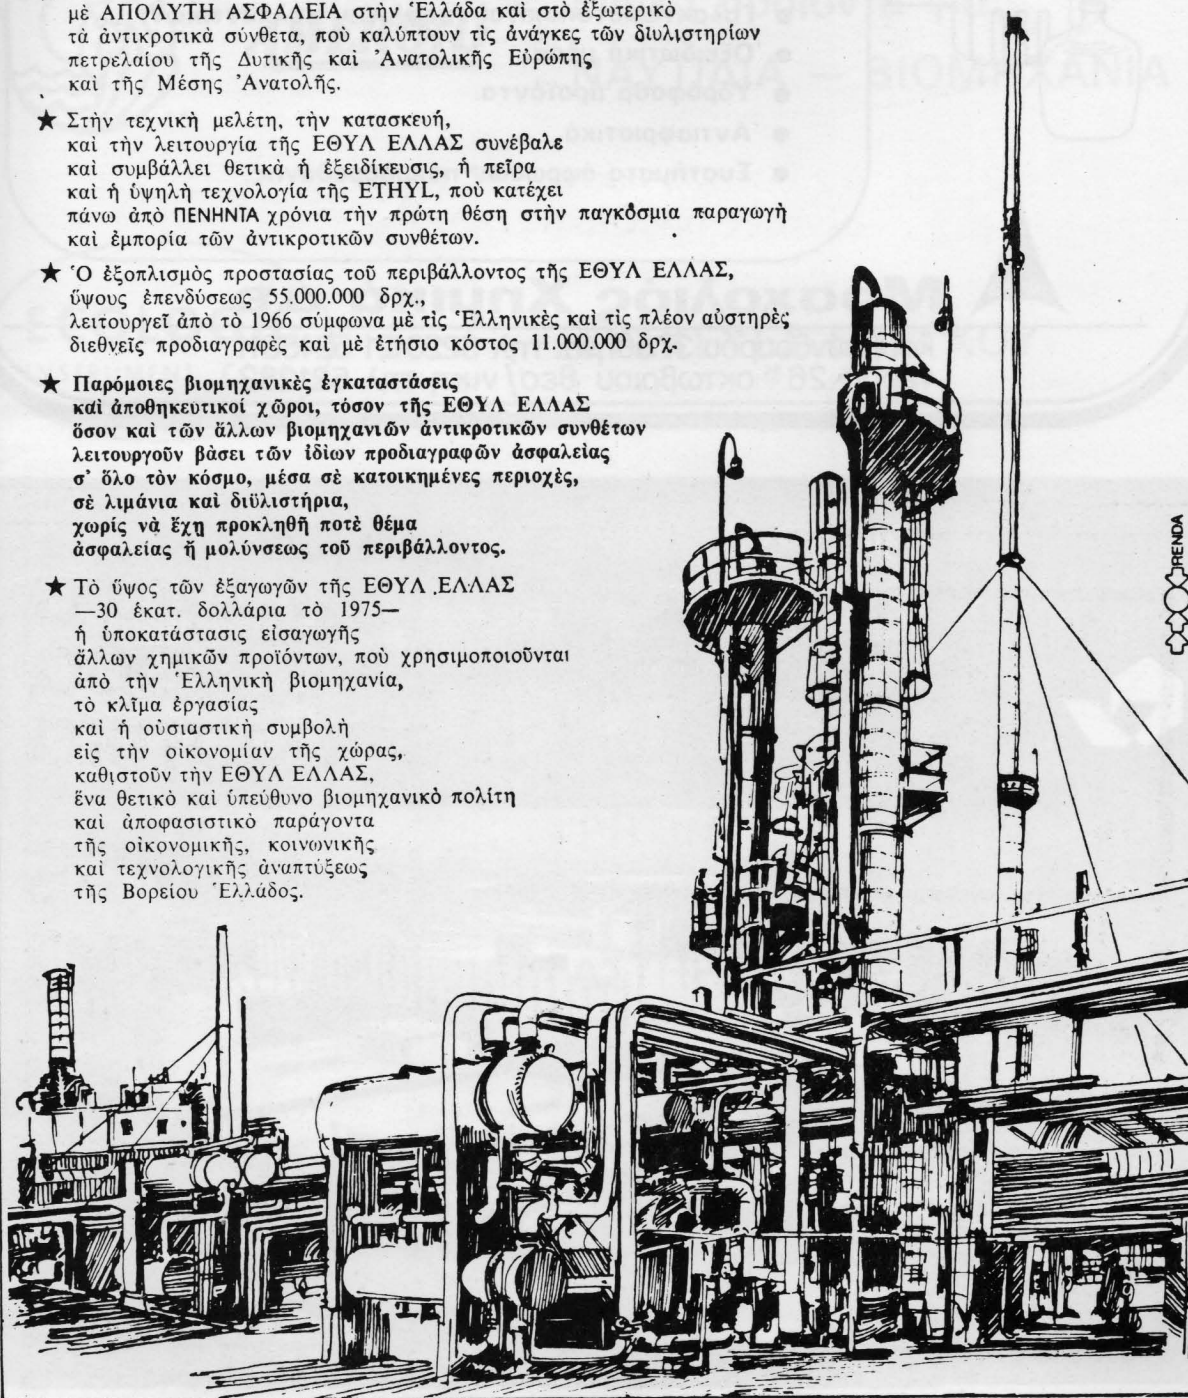 μὲ ΑΠΟΛΥΤΗ ΑΣΦΑΛΕΙΑ στὴν Ἑλλάδα καὶ στὸ ἐξωτερικὸ
τὰ ἀντικροτικὰ σύνθετα, ποὺ καλύπτουν τὶς ἀνάγκες τῶν διυλιστηρίων
πετρελαίου τῆς Δυτικῆς καὶ Ἀνατολικῆς Εὐρώπης,
καὶ τῆς Μέσης Ἀνατολῆς.
★ Στὴν τεχνικὴ μελέτη, τὴν κατασκευή,
καὶ τὴν λειτουργία τῆς ΕΘΥΛ ΕΛΛΑΣ συνέβαλε
καὶ συμβάλλει θετικὰ ἡ ἐξειδίκευσις, ἡ πεῖρα
καὶ ἡ ὑψηλὴ τεχνολογία τῆς ETHYL, ποὺ κατέχει
πάνω ἀπὸ ΠΕΝΗΝΤΑ χρόνια τὴν πρώτη θέση στὴν παγκόσμια παραγωγὴ
καὶ ἐμπορία τῶν ἀντικροτικῶν συνθέτων.
★ Ὁ ἐξοπλισμὸς προστασίας τοῦ περιβάλλοντος τῆς ΕΘΥΛ ΕΛΛΑΣ,
ὕψους ἐπενδύσεως 55.000.000 δρχ.,
λειτουργεῖ ἀπὸ τὸ 1966 σύμφωνα μὲ τὶς Ἑλληνικὲς καὶ τὶς πλέον αὐστηρὲς
διεθνεῖς προδιαγραφὲς καὶ μὲ ἐτήσιο κόστος 11.000.000 δρχ.
★ Παρόμοιες βιομηχανικὲς ἐγκαταστάσεις
καὶ ἀποθηκευτικοί χῶροι, τόσον τῆς ΕΘΥΛ ΕΛΛΑΣ
ὅσον καὶ τῶν ἄλλων βιομηχανιῶν ἀντικροτικῶν συνθέτων
λειτουργοῦν βάσει τῶν ἰδίων προδιαγραφῶν ἀσφαλείας
σ' ὅλο τὸν κόσμο, μέσα σὲ κατοικημένες περιοχὲς,
σὲ λιμάνια καὶ διϋλιστήρια,
χωρίς νὰ ἔχῃ προκληθῆ ποτὲ θέμα
ἀσφαλείας ἤ μολύνσεως τοῦ περιβάλλοντος.
★ Τὸ ὕψος τῶν ἐξαγωγῶν τῆς ΕΘΥΛ ΕΛΛΑΣ
—30 ἑκατ. δολλάρια τὸ 1975—
ἡ ὑποκατάστασις εἰσαγωγῆς
ἄλλων χημικῶν προϊόντων, ποὺ χρησιμοποιοῦνται
ἀπὸ τὴν Ἑλληνικὴ βιομηχανία,
τὸ κλῖμα ἐργασίας
καὶ ἡ οὐσιαστικὴ συμβολὴ
εἰς τὴν οἰκονομίαν τῆς χώρας,
καθιστοῦν τὴν ΕΘΥΛ ΕΛΛΑΣ,
ἕνα θετικὸ καὶ ὑπεύθυνο βιομηχανικὸ πολίτη
καὶ ἀποφασιστικὸ παράγοντα
τῆς οἰκονομικῆς, κοινωνικῆς
καὶ τεχνολογικῆς ἀναπτύξεως
τῆς Βορείου Ἑλλάδος.
RENDA